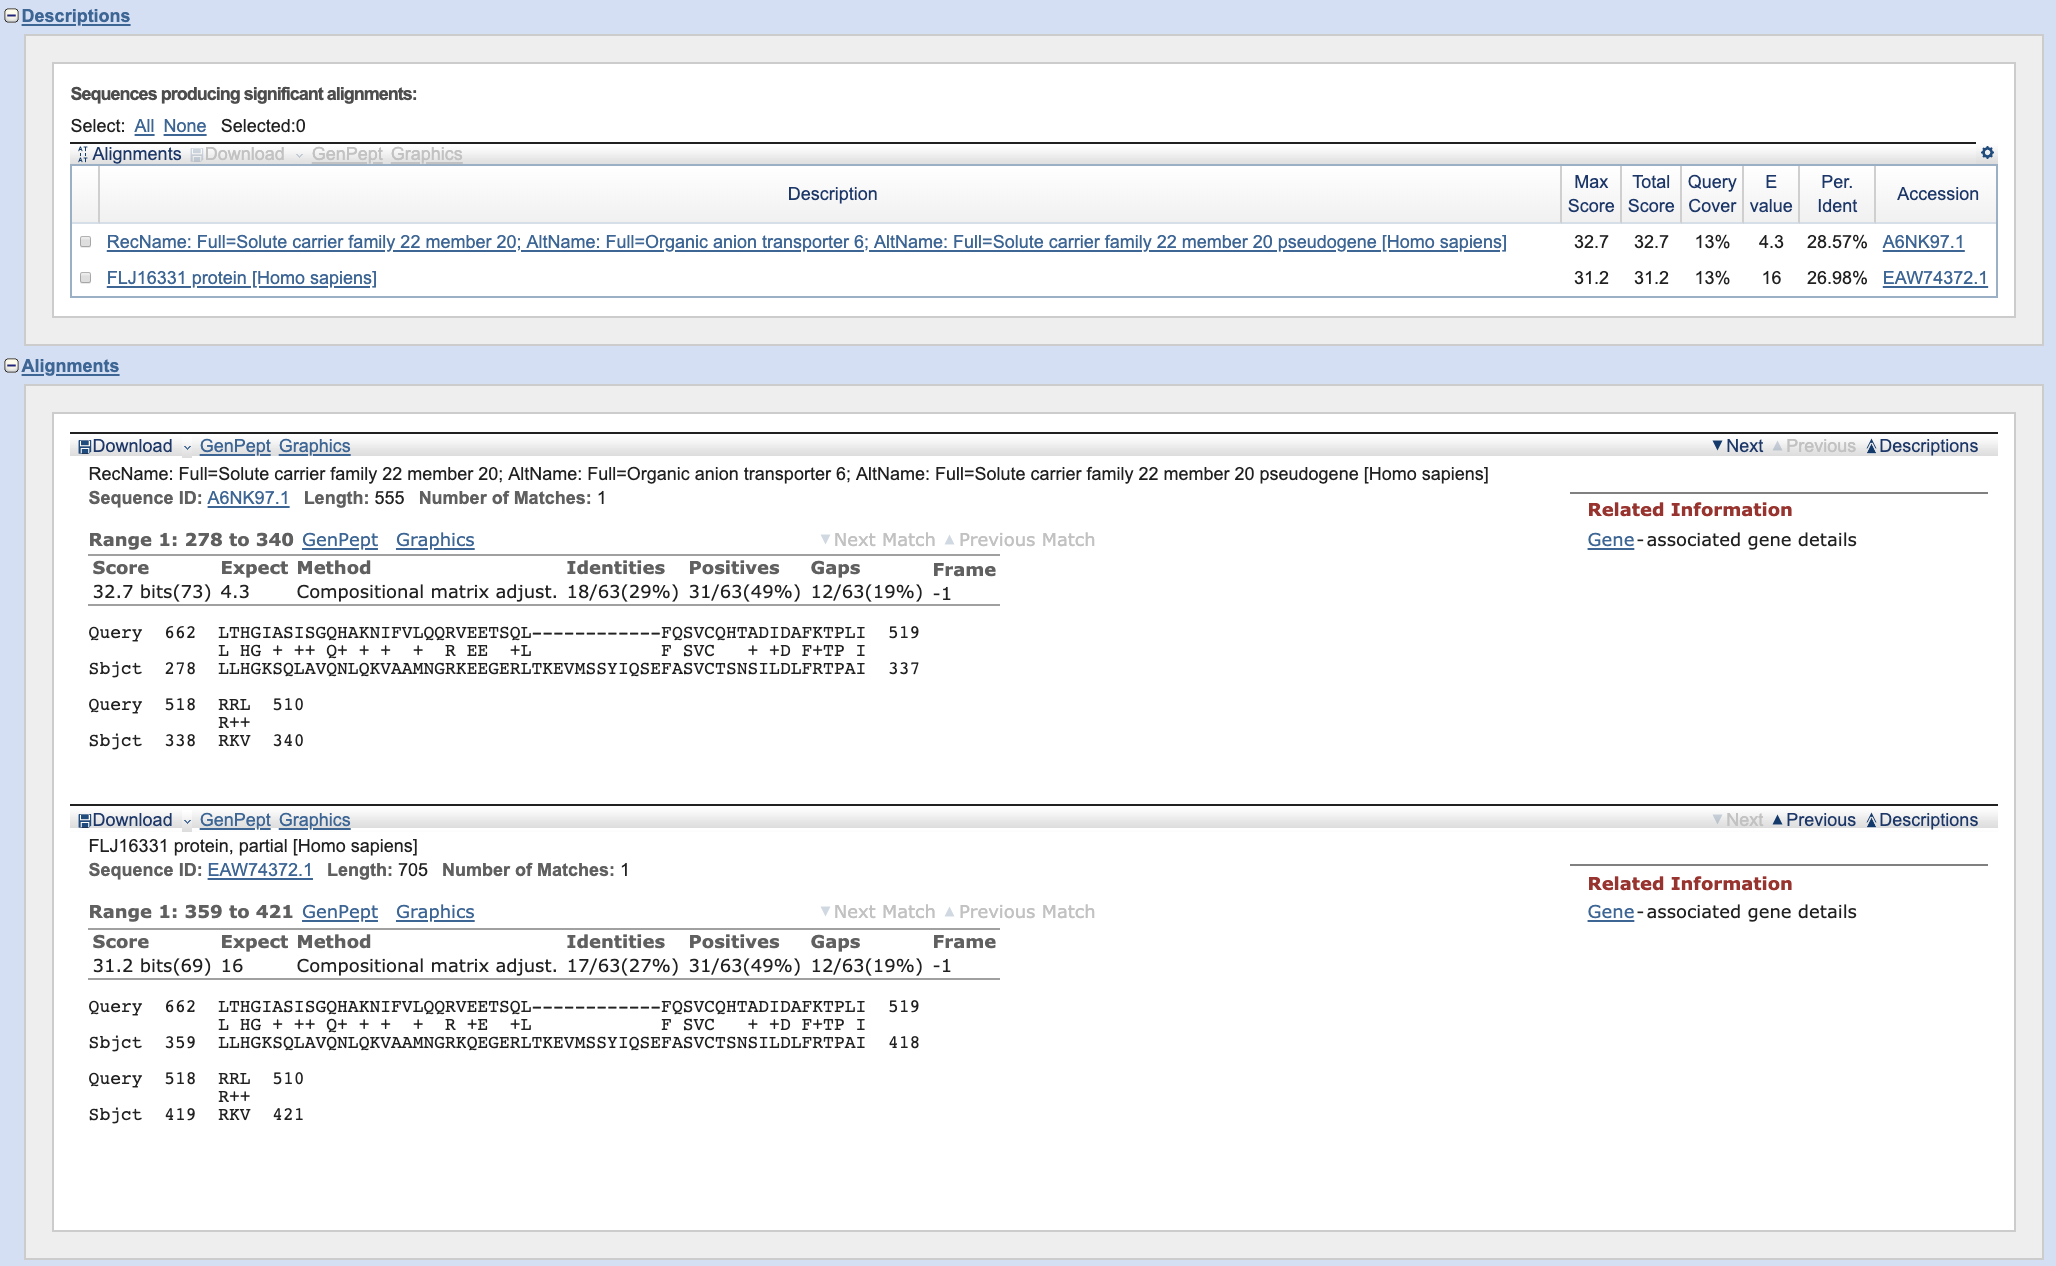 Descriptions
Sequences producing significant alignments:
Select: All None Selected:0
Alignments Download GenPept Graphics
Description Max Score Total Score Query Cover E value Per. Ident Accession
RecName: Full=Solute carrier family 22 member 20; AltName: Full=Organic anion transporter 6; AltName: Full=Solute carrier family 22 member 20 pseudogene [Homo sapiens] 32.7 32.7 13% 4.3 28.57% A6NK97.1
FLJ16331 protein [Homo sapiens] 31.2 31.2 13% 16 26.98% EAW74372.1
Alignments
Download GenPept Graphics Next Previous Descriptions
RecName: Full=Solute carrier family 22 member 20; AltName: Full=Organic anion transporter 6; AltName: Full=Solute carrier family 22 member 20 pseudogene [Homo sapiens]
Sequence ID: A6NK97.1 Length: 555 Number of Matches: 1
Related Information
Gene-associated gene details
Range 1: 278 to 340 GenPept Graphics Next Match Previous Match
Score Expect Method Identities Positives Gaps Frame
32.7 bits(73) 4.3 Compositional matrix adjust. 18/63(29%) 31/63(49%) 12/63(19%) -1
Query 662 LTHGIASISGQHAKNIFVLQQRVEETSQL------------FQSVCQHTADIDAFKTPLI 519
L HG + ++ Q+ + +  +  R EE  +L            F SVC   + +D F+TP I
Sbjct 278 LLHGKSQLAVQNLQKVAAMNGRKEEGERLTKEVMSSYIQSEFASVCTSNSILDLFRTPAI 337
Query 518 RRL 510
R++
Sbjct 338 RKV 340
Download GenPept Graphics Next Previous Descriptions
FLJ16331 protein, partial [Homo sapiens]
Sequence ID: EAW74372.1 Length: 705 Number of Matches: 1
Related Information
Gene-associated gene details
Range 1: 359 to 421 GenPept Graphics Next Match Previous Match
Score Expect Method Identities Positives Gaps Frame
31.2 bits(69) 16 Compositional matrix adjust. 17/63(27%) 31/63(49%) 12/63(19%) -1
Query 662 LTHGIASISGQHAKNIFVLQQRVEETSQL------------FQSVCQHTADIDAFKTPLI 519
L HG + ++ Q+ + +  +  R +E  +L            F SVC   + +D F+TP I
Sbjct 359 LLHGKSQLAVQNLQKVAAMNGRKQEGERLTKEVMSSYIQSEFASVCTSNSILDLFRTPAI 418
Query 518 RRL 510
R++
Sbjct 419 RKV 421